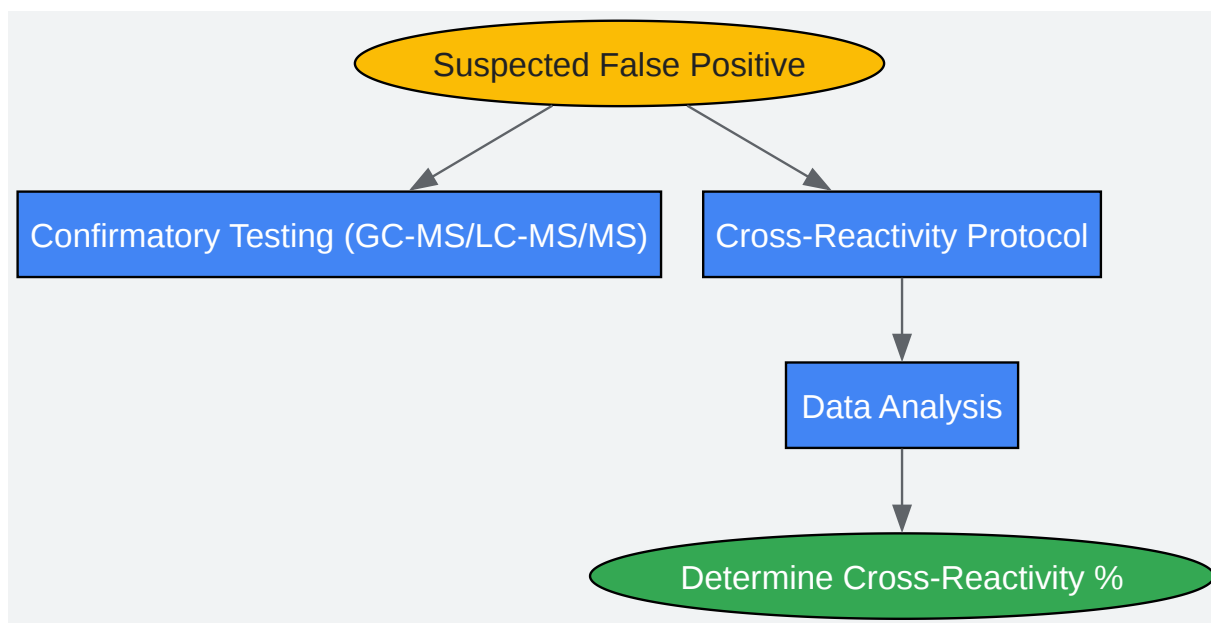 Suspected False Positive
Confirmatory Testing (GC-MS/LC-MS/MS)
Cross-Reactivity Protocol
Data Analysis
Determine Cross-Reactivity %